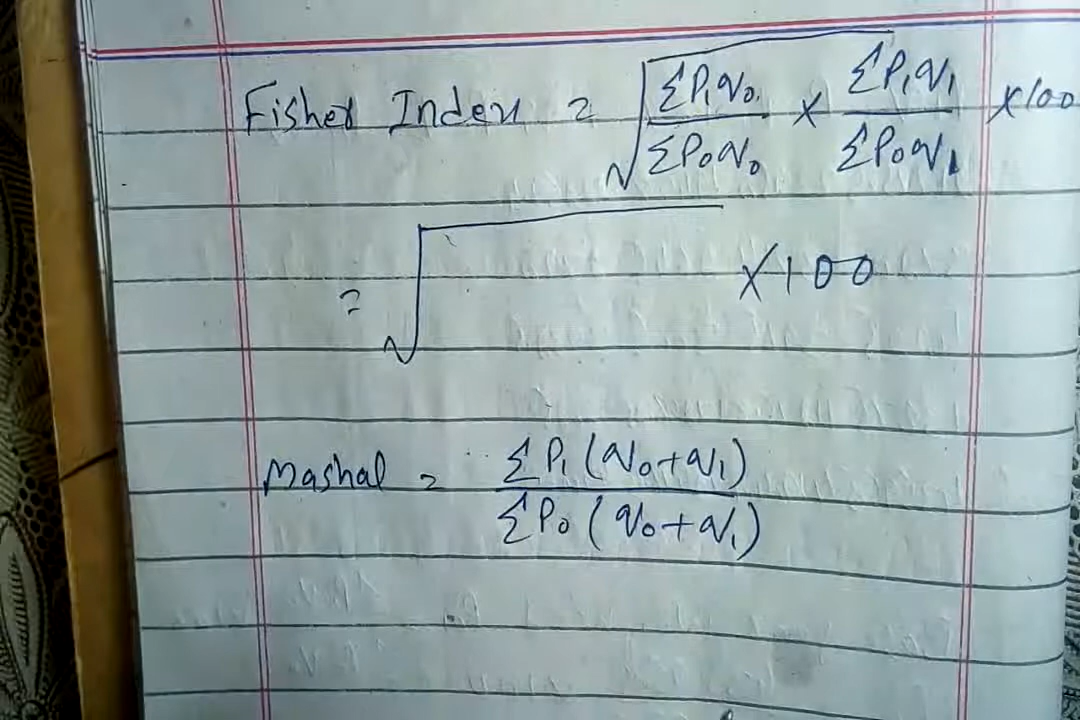 Fisher Index = √ ΣP₁q₀ / ΣP₀q₀ × ΣP₁q₁ / ΣP₀q₁ ×100
= √ ×100
Mashal = ΣP₁(q₀+q₁) / ΣP₀(q₀+q₁)